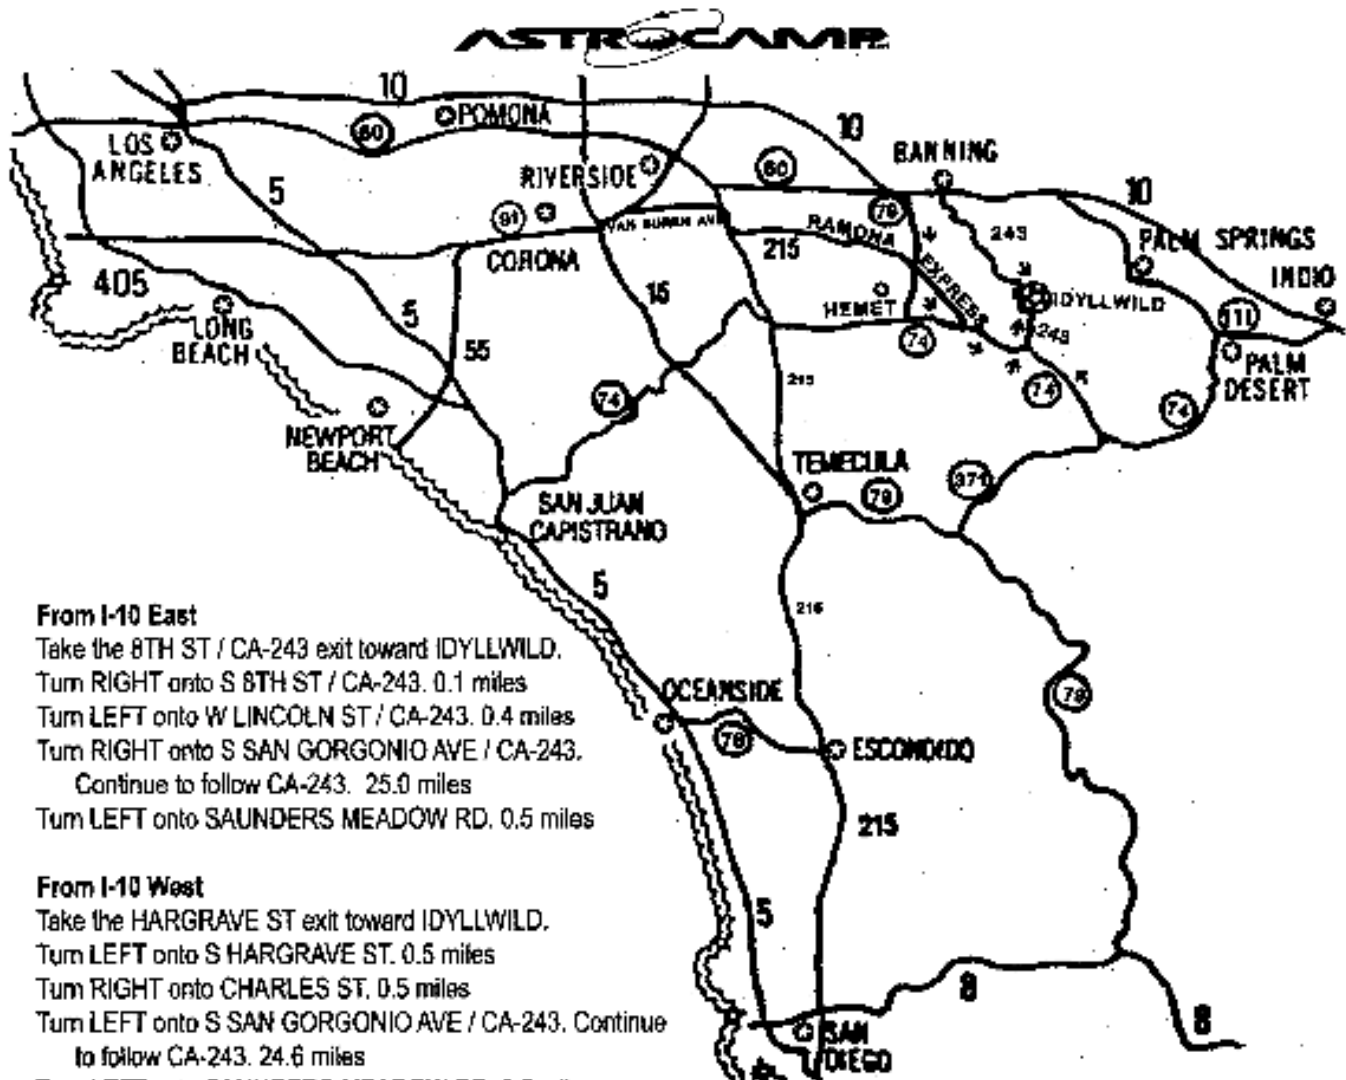 ASTROCAMP
10
POMONA
60
LOS
ANGELES
10
BANNING
RIVERSIDE
60
10
5
91
79
VAN BUREN AVE
RAMONA
243
PALM SPRINGS
215
CORONA
EXPRESS
INDIO
405
15
HEMET
IDYLLWILD
111
5
LONG
BEACH
55
74
243
PALM
DESERT
215
74
74
74
NEWPORT
BEACH
TEMECULA
371
79
SAN JUAN
CAPISTRANO
5
215
From I-10 East
Take the 8TH ST / CA-243 exit toward IDYLLWILD.
Turn RIGHT onto S 8TH ST / CA-243. 0.1 miles
Turn LEFT onto W LINCOLN ST / CA-243. 0.4 miles
Turn RIGHT onto S SAN GORGONIO AVE / CA-243.
Continue to follow CA-243. 25.0 miles
Turn LEFT onto SAUNDERS MEADOW RD. 0.5 miles
OCEANSIDE
79
78
ESCONDIDO
215
From I-10 West
Take the HARGRAVE ST exit toward IDYLLWILD.
Turn LEFT onto S HARGRAVE ST. 0.5 miles
Turn RIGHT onto CHARLES ST. 0.5 miles
Turn LEFT onto S SAN GORGONIO AVE / CA-243. Continue
to follow CA-243. 24.6 miles
5
8
8
SAN
DIEGO